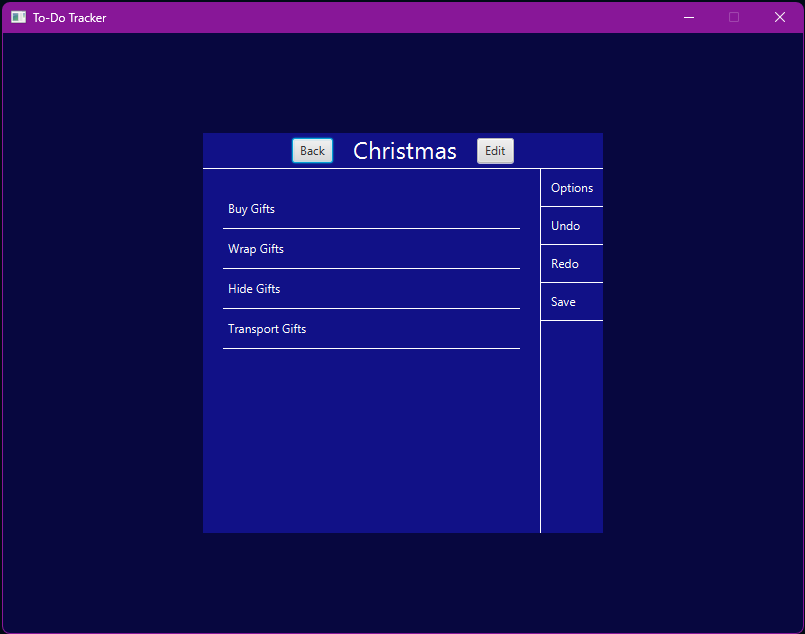 To-Do Tracker
Back Christmas Edit
Buy Gifts
Wrap Gifts
Hide Gifts
Transport Gifts
Options
Undo
Redo
Save